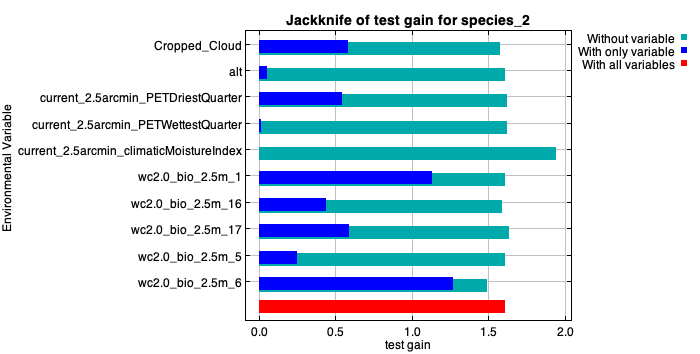 Jackknife of test gain for species_2
Without variable
With only variable
With all variables
Environmental Variable
Cropped_Cloud
alt
current_2.5arcmin_PETDriestQuarter
current_2.5arcmin_PETWettestQuarter
current_2.5arcmin_climaticMoistureIndex
wc2.0_bio_2.5m_1
wc2.0_bio_2.5m_16
wc2.0_bio_2.5m_17
wc2.0_bio_2.5m_5
wc2.0_bio_2.5m_6
0.0 0.5 1.0 1.5 2.0
test gain